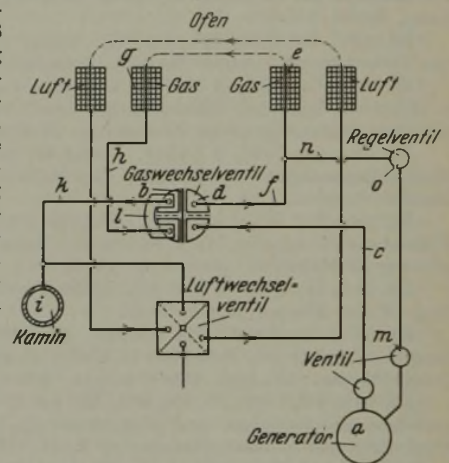 Ofen
g e
Luft Gas Gas Luft
n Regelventil
h o
Gaswechselventil
k b d f
l
c
Luftwechsel=
ventil
i
Kamin
m
Ventil
a
Generator